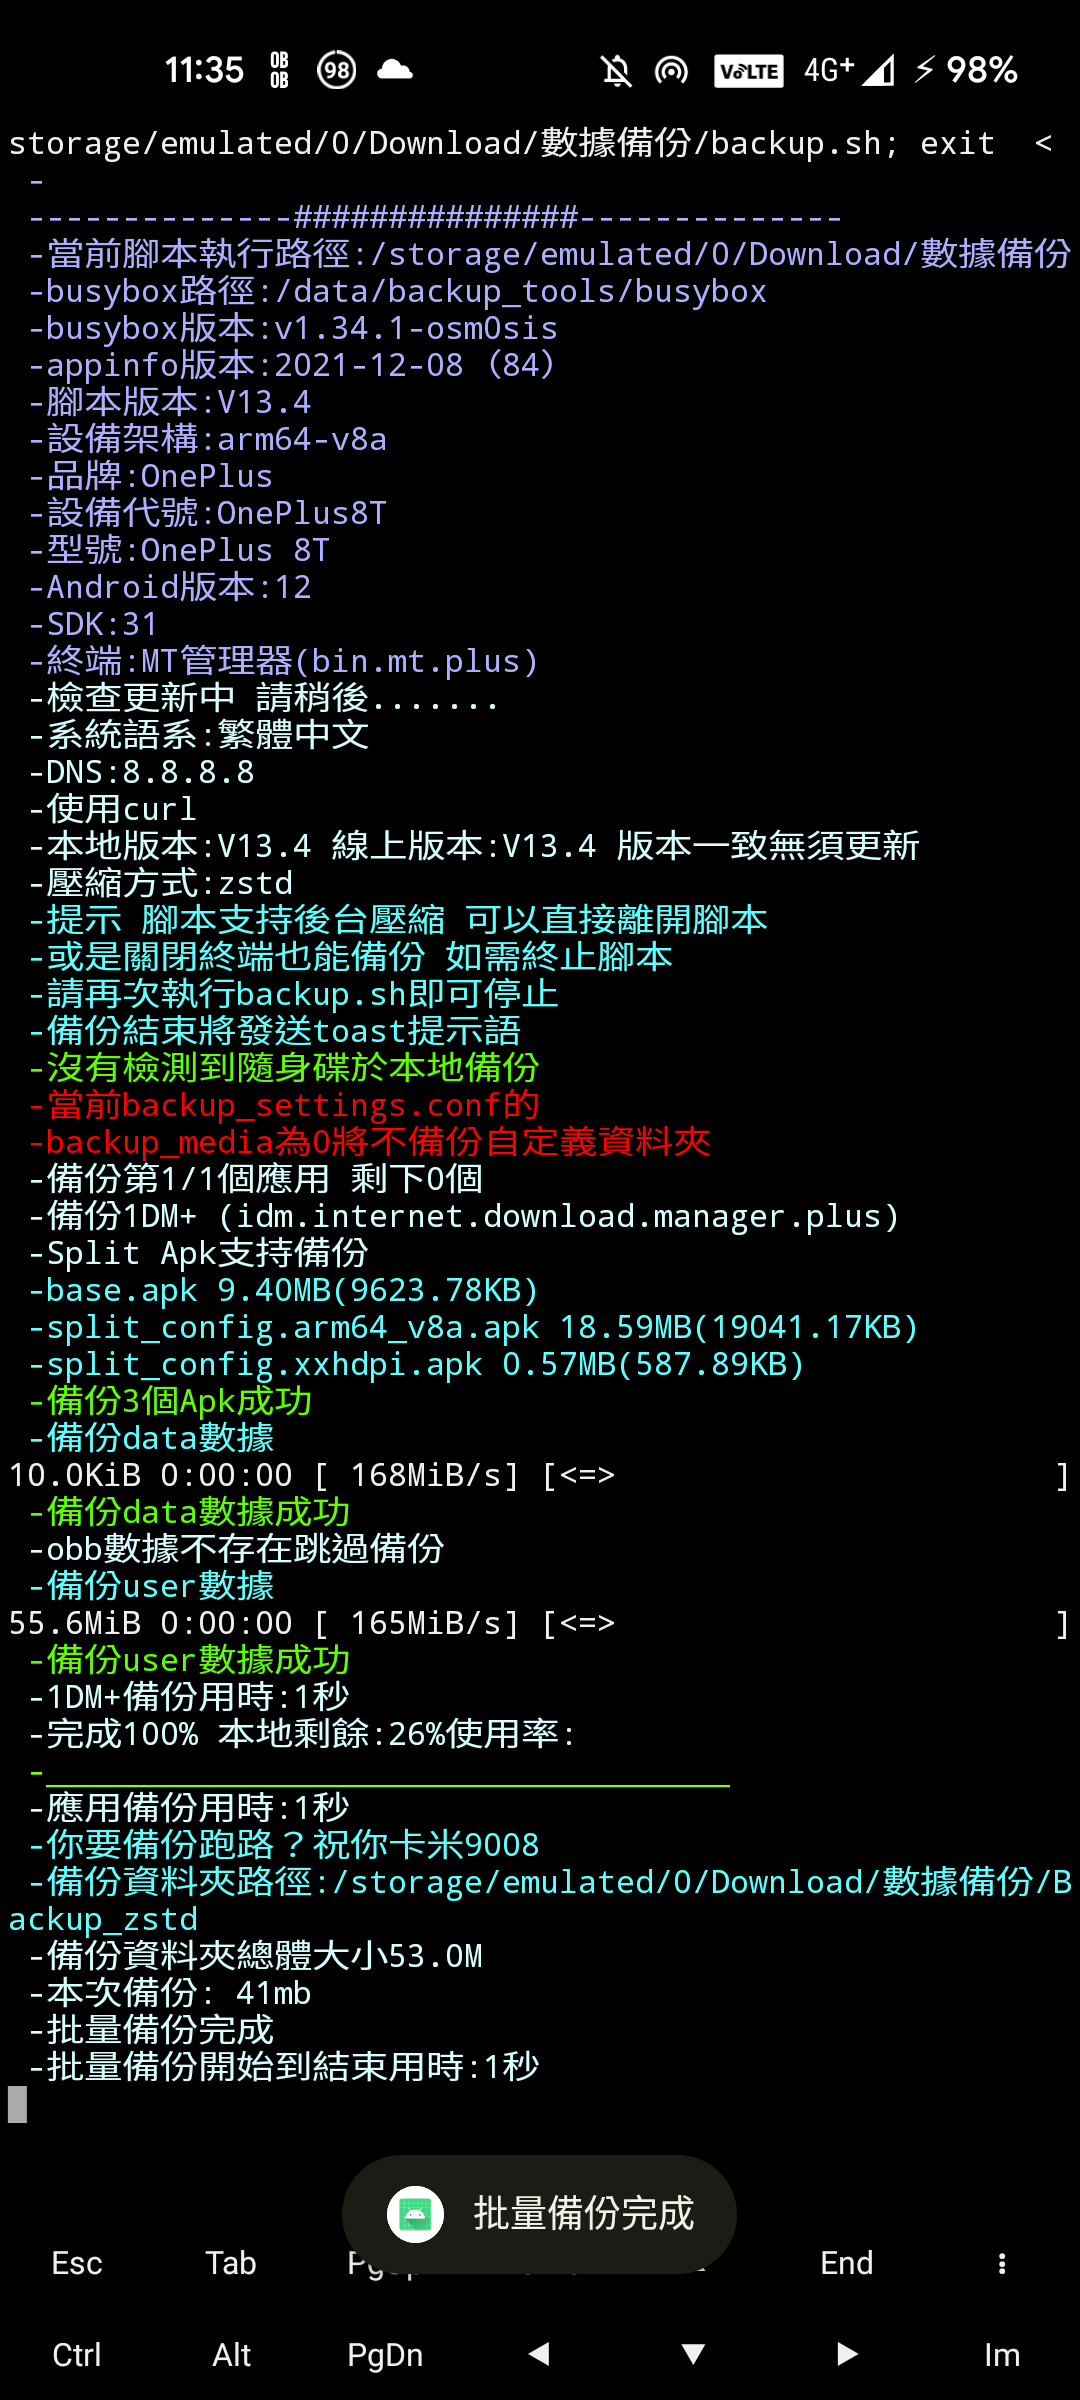 11:35 OB OB 98 VoLTE 4G+ 98%
storage/emulated/0/Download/數據備份/backup.sh; exit  <
-
--------------###############--------------
-當前腳本執行路徑:/storage/emulated/0/Download/數據備份
-busybox路徑:/data/backup_tools/busybox
-busybox版本:v1.34.1-osm0sis
-appinfo版本:2021-12-08（84）
-腳本版本:V13.4
-設備架構:arm64-v8a
-品牌:OnePlus
-設備代號:OnePlus8T
-型號:OnePlus 8T
-Android版本:12
-SDK:31
-終端:MT管理器(bin.mt.plus)
-檢查更新中 請稍後.......
-系統語系:繁體中文
-DNS:8.8.8.8
-使用curl
-本地版本:V13.4 線上版本:V13.4 版本一致無須更新
-壓縮方式:zstd
-提示 腳本支持後台壓縮 可以直接離開腳本
-或是關閉終端也能備份 如需終止腳本
-請再次執行backup.sh即可停止
-備份結束將發送toast提示語
-沒有檢測到隨身碟於本地備份
-當前backup_settings.conf的
-backup_media為0將不備份自定義資料夾
-備份第1/1個應用 剩下0個
-備份1DM+ (idm.internet.download.manager.plus)
-Split Apk支持備份
-base.apk 9.40MB(9623.78KB)
-split_config.arm64_v8a.apk 18.59MB(19041.17KB)
-split_config.xxhdpi.apk 0.57MB(587.89KB)
-備份3個Apk成功
-備份data數據
10.0KiB 0:00:00 [ 168MiB/s] [<=>                       ]
-備份data數據成功
-obb數據不存在跳過備份
-備份user數據
55.6MiB 0:00:00 [ 165MiB/s] [<=>                       ]
-備份user數據成功
-1DM+備份用時:1秒
-完成100% 本地剩餘:26%使用率:
-____________________________________
-應用備份用時:1秒
-你要備份跑路？祝你卡米9008
-備份資料夾路徑:/storage/emulated/0/Download/數據備份/B
ackup_zstd
-備份資料夾總體大小53.0M
-本次備份: 41mb
-批量備份完成
-批量備份開始到結束用時:1秒
批量備份完成
Esc Tab End
Ctrl Alt PgDn Im